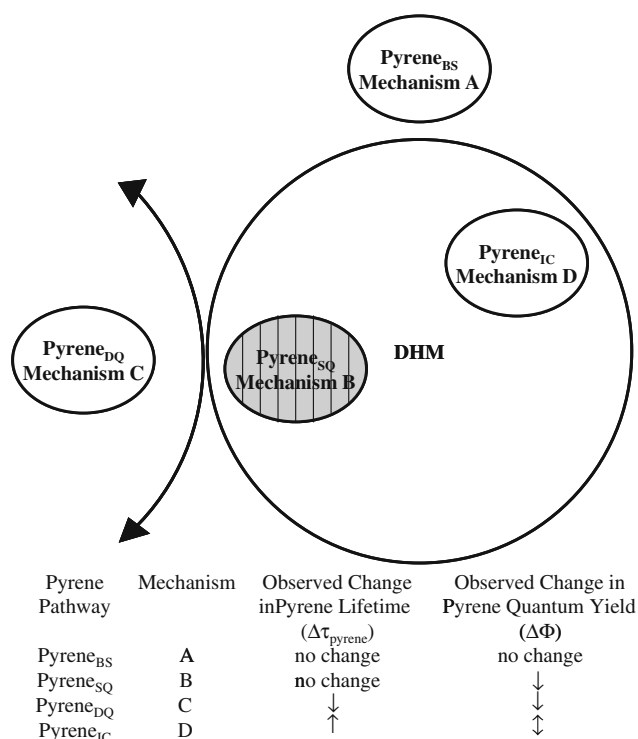 Pyrene_BS
Mechanism A
Pyrene_IC
Mechanism D
Pyrene_SQ
Mechanism B
DHM
Pyrene_DQ
Mechanism C
Pyrene Mechanism Observed Change Observed Change in
Pathway inPyrene Lifetime Pyrene Quantum Yield
(Δτ_pyrene) (ΔΦ)
Pyrene_BS A no change no change
Pyrene_SQ B no change ↓
Pyrene_DQ C ↓ ↓
Pyrene_IC D ↑ ↕